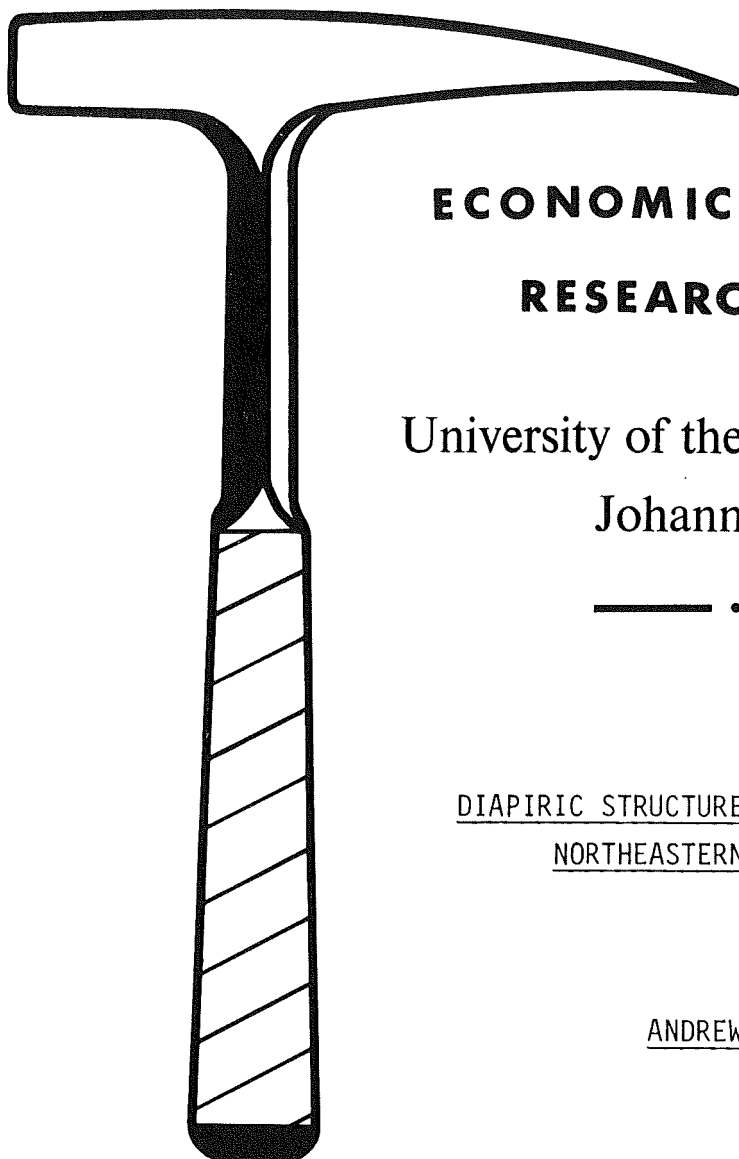 ECONOMIC
RESEARC
University of the
Johann
DIAPIRIC STRUCTURE
NORTHEASTERN
ANDREW